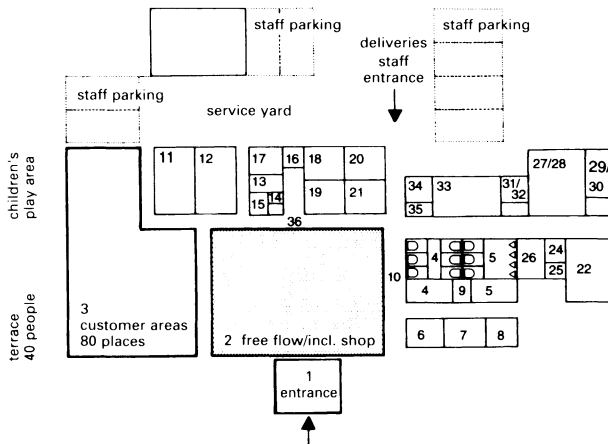 staff parking
staff parking
deliveries
staff
entrance
staff parking
service yard
children's
play area
11
12
17
16
18
20
13
14
15
19
21
36
34
33
31/
32
35
27/28
29/
30
10
4
5
26
24
25
22
4
9
5
3
customer areas
80 places
2 free flow/incl. shop
terrace
40 people
6
7
8
1
entrance